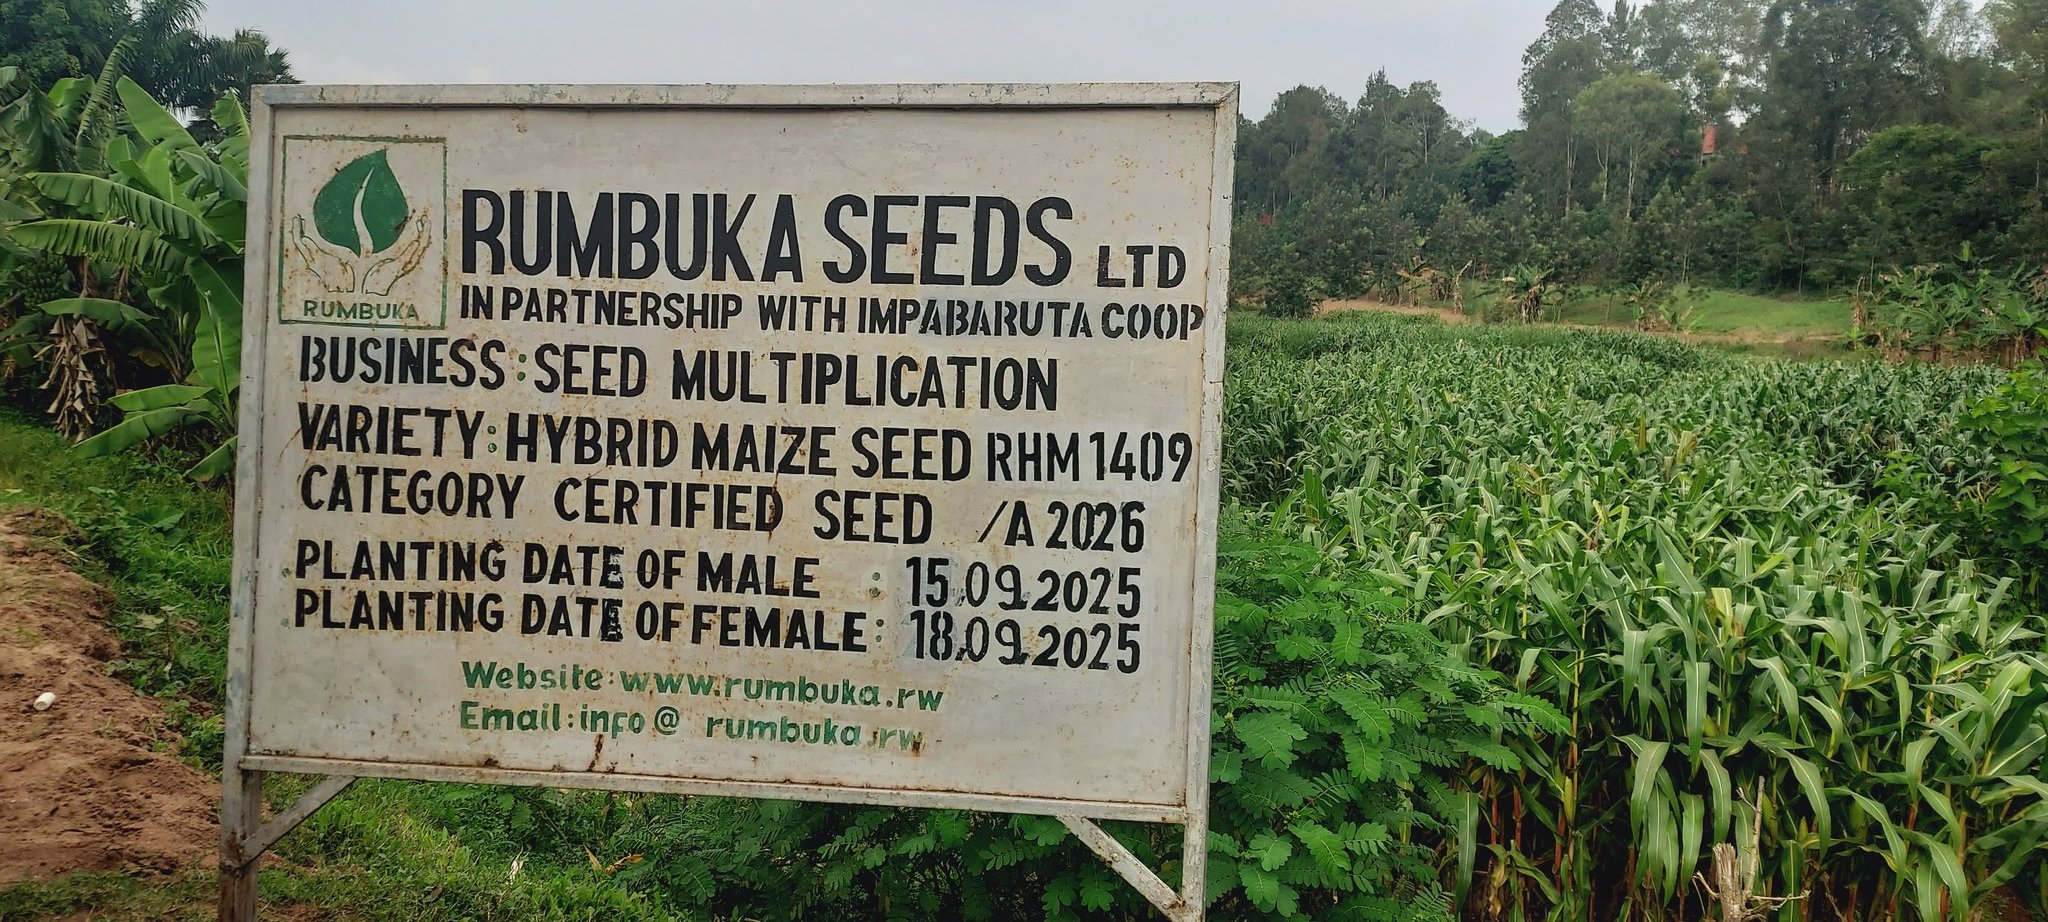 RUMBUKA
RUMBUKA SEEDS LTD
IN PARTNERSHIP WITH IMPABARUTA COOP
BUSINESS : SEED MULTIPLICATION
VARIETY : HYBRID MAIZE SEED RHM 1409
CATEGORY CERTIFIED SEED /A 2026
PLANTING DATE OF MALE : 15.09.2025
PLANTING DATE OF FEMALE : 18.09.2025
Website : www.rumbuka.rw
Email : info @ rumbuka.rw